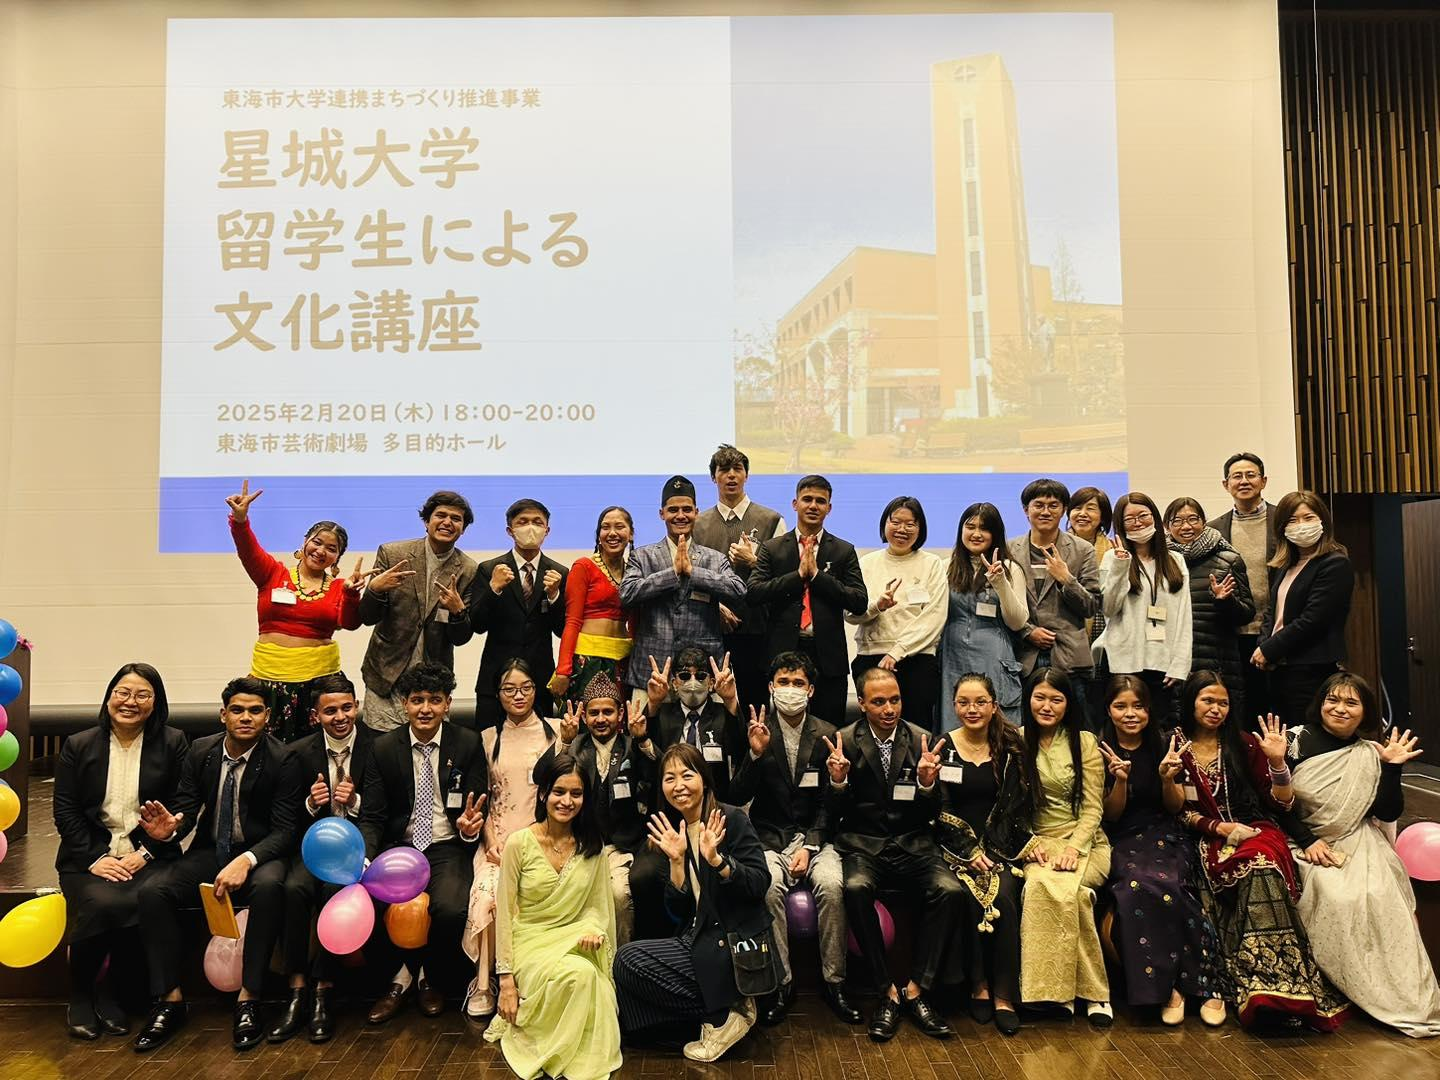 東海市大学連携まちづくり推進事業
星城大学
留学生による
文化講座
2025年2月20日（木）18：00-20：00
東海市芸術劇場 多目的ホール